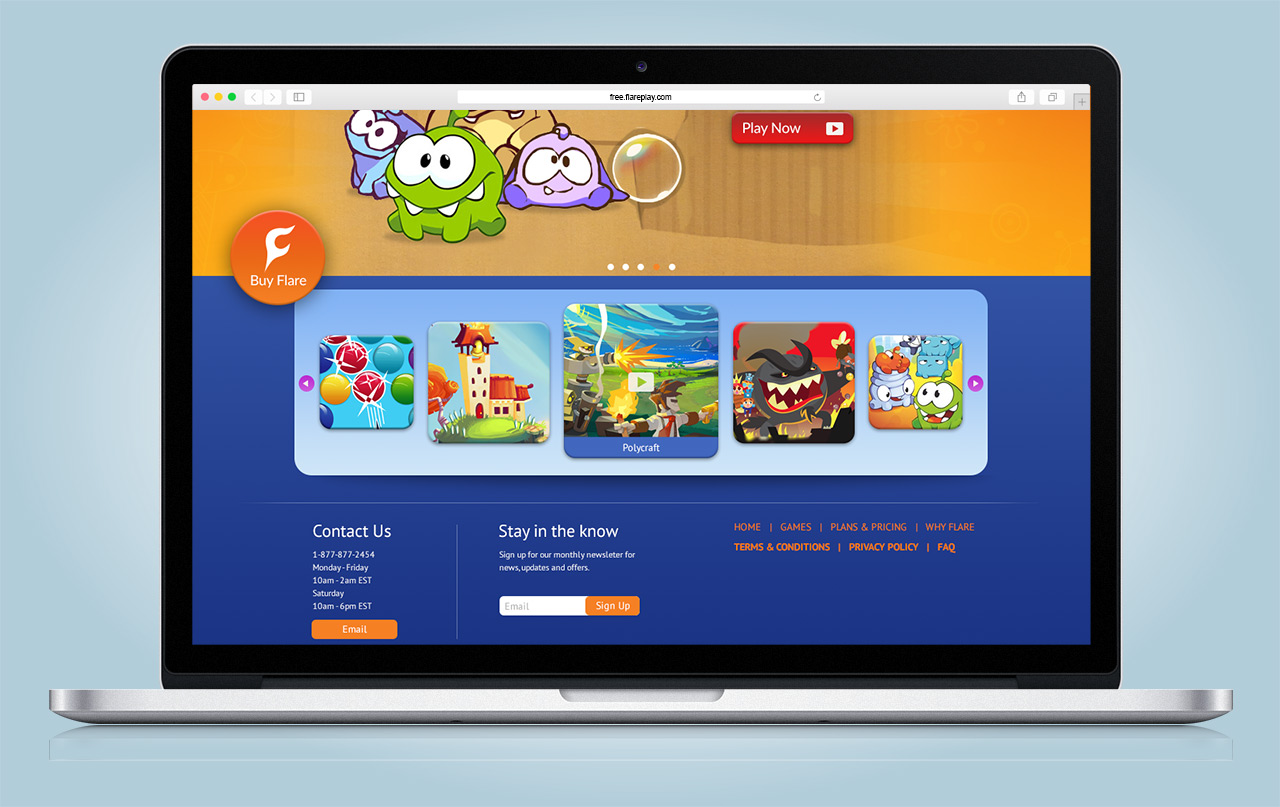 free.flareplay.com
Play Now
Buy Flare
Polycraft
Contact Us
1-877-877-2454
Monday - Friday
10am - 2am EST
Saturday
10am - 6pm EST
Email
Stay in the know
Sign up for our monthly newsleter for
news, updates and offers.
Email
Sign Up
HOME | GAMES | PLANS & PRICING | WHY FLARE
TERMS & CONDITIONS | PRIVACY POLICY | FAQ